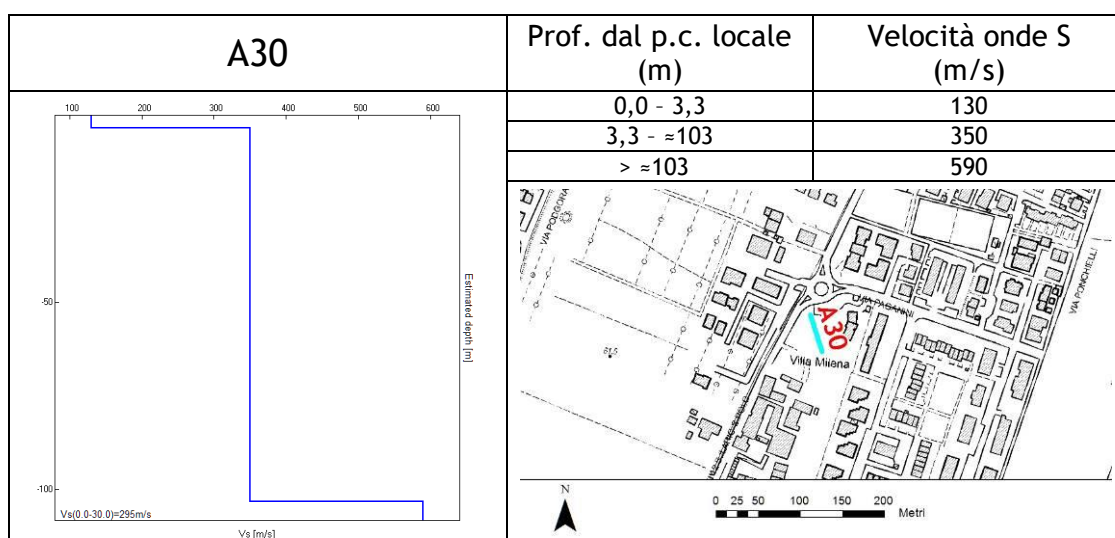 A30
Prof. dal p.c. locale
(m)
Velocità onde S
(m/s)
0,0 – 3,3
130
3,3 – ≈103
350
> ≈103
590
100 200 300 400 500 600
-50
-100
Estimated depth [m]
Vs(0.0-30.0)=295m/s
Vs [m/s]
VIA PODGORA
VIA PAGANINI
VIA PONCHIELLI
A30
Villa Milena
N
0 25 50 100 150 200
Metri